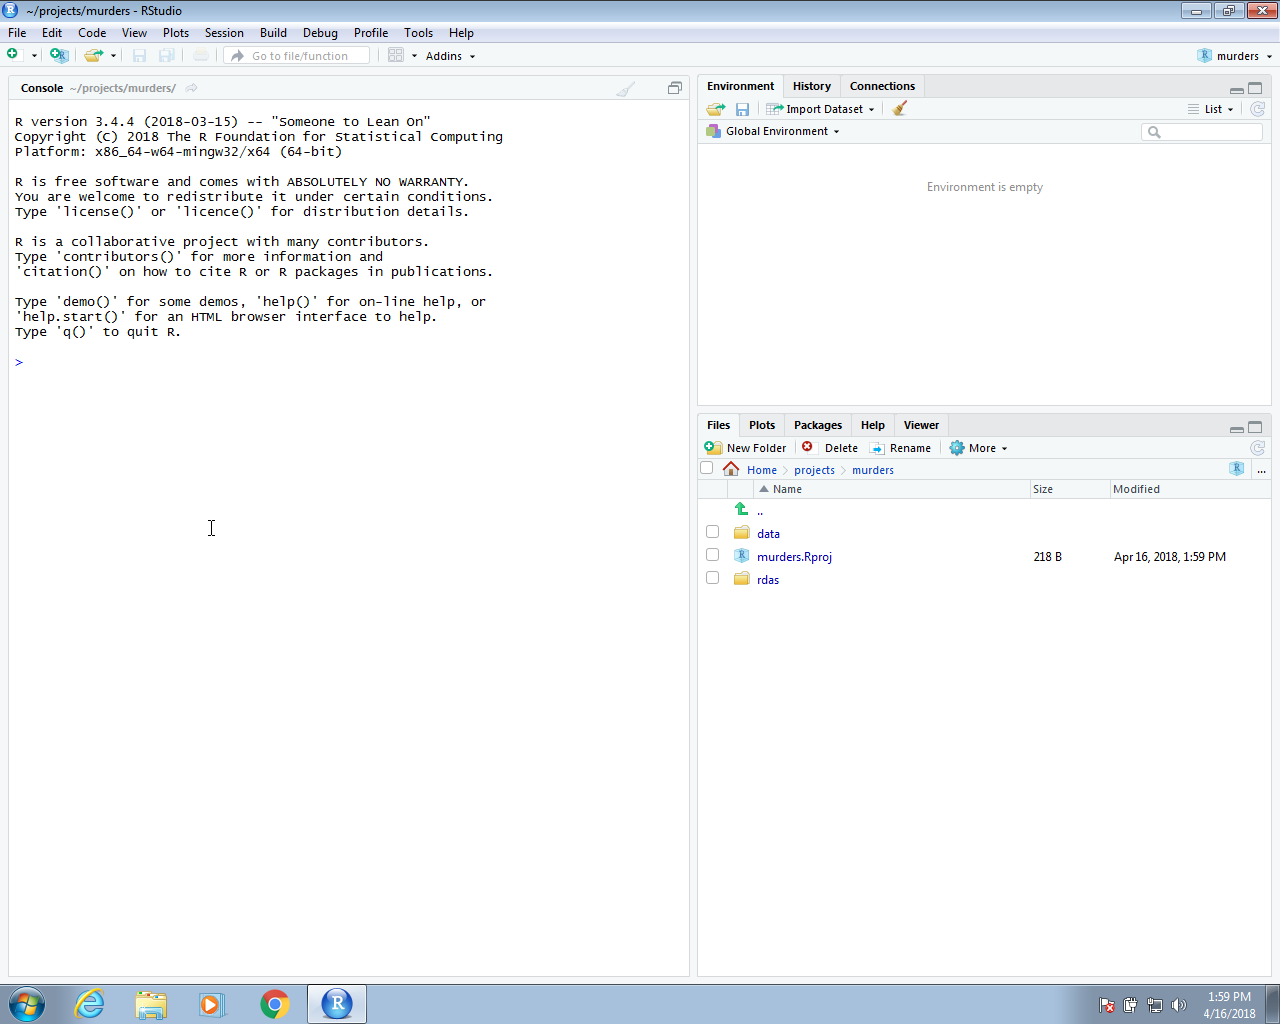 ~/projects/murders - RStudio
File Edit Code View Plots Session Build Debug Profile Tools Help
Go to file/function Addins murders
Console ~/projects/murders/
R version 3.4.4 (2018-03-15) -- "Someone to Lean On"
Copyright (C) 2018 The R Foundation for Statistical Computing
Platform: x86_64-w64-mingw32/x64 (64-bit)
R is free software and comes with ABSOLUTELY NO WARRANTY.
You are welcome to redistribute it under certain conditions.
Type 'license()' or 'licence()' for distribution details.
R is a collaborative project with many contributors.
Type 'contributors()' for more information and
'citation()' on how to cite R or R packages in publications.
Type 'demo()' for some demos, 'help()' for on-line help, or
'help.start()' for an HTML browser interface to help.
Type 'q()' to quit R.
>
Environment History Connections
Import Dataset List
Global Environment
Environment is empty
Files Plots Packages Help Viewer
New Folder Delete Rename More
Home projects murders ...
Name Size Modified
..
data
murders.Rproj 218 B Apr 16, 2018, 1:59 PM
rdas
1:59 PM
4/16/2018